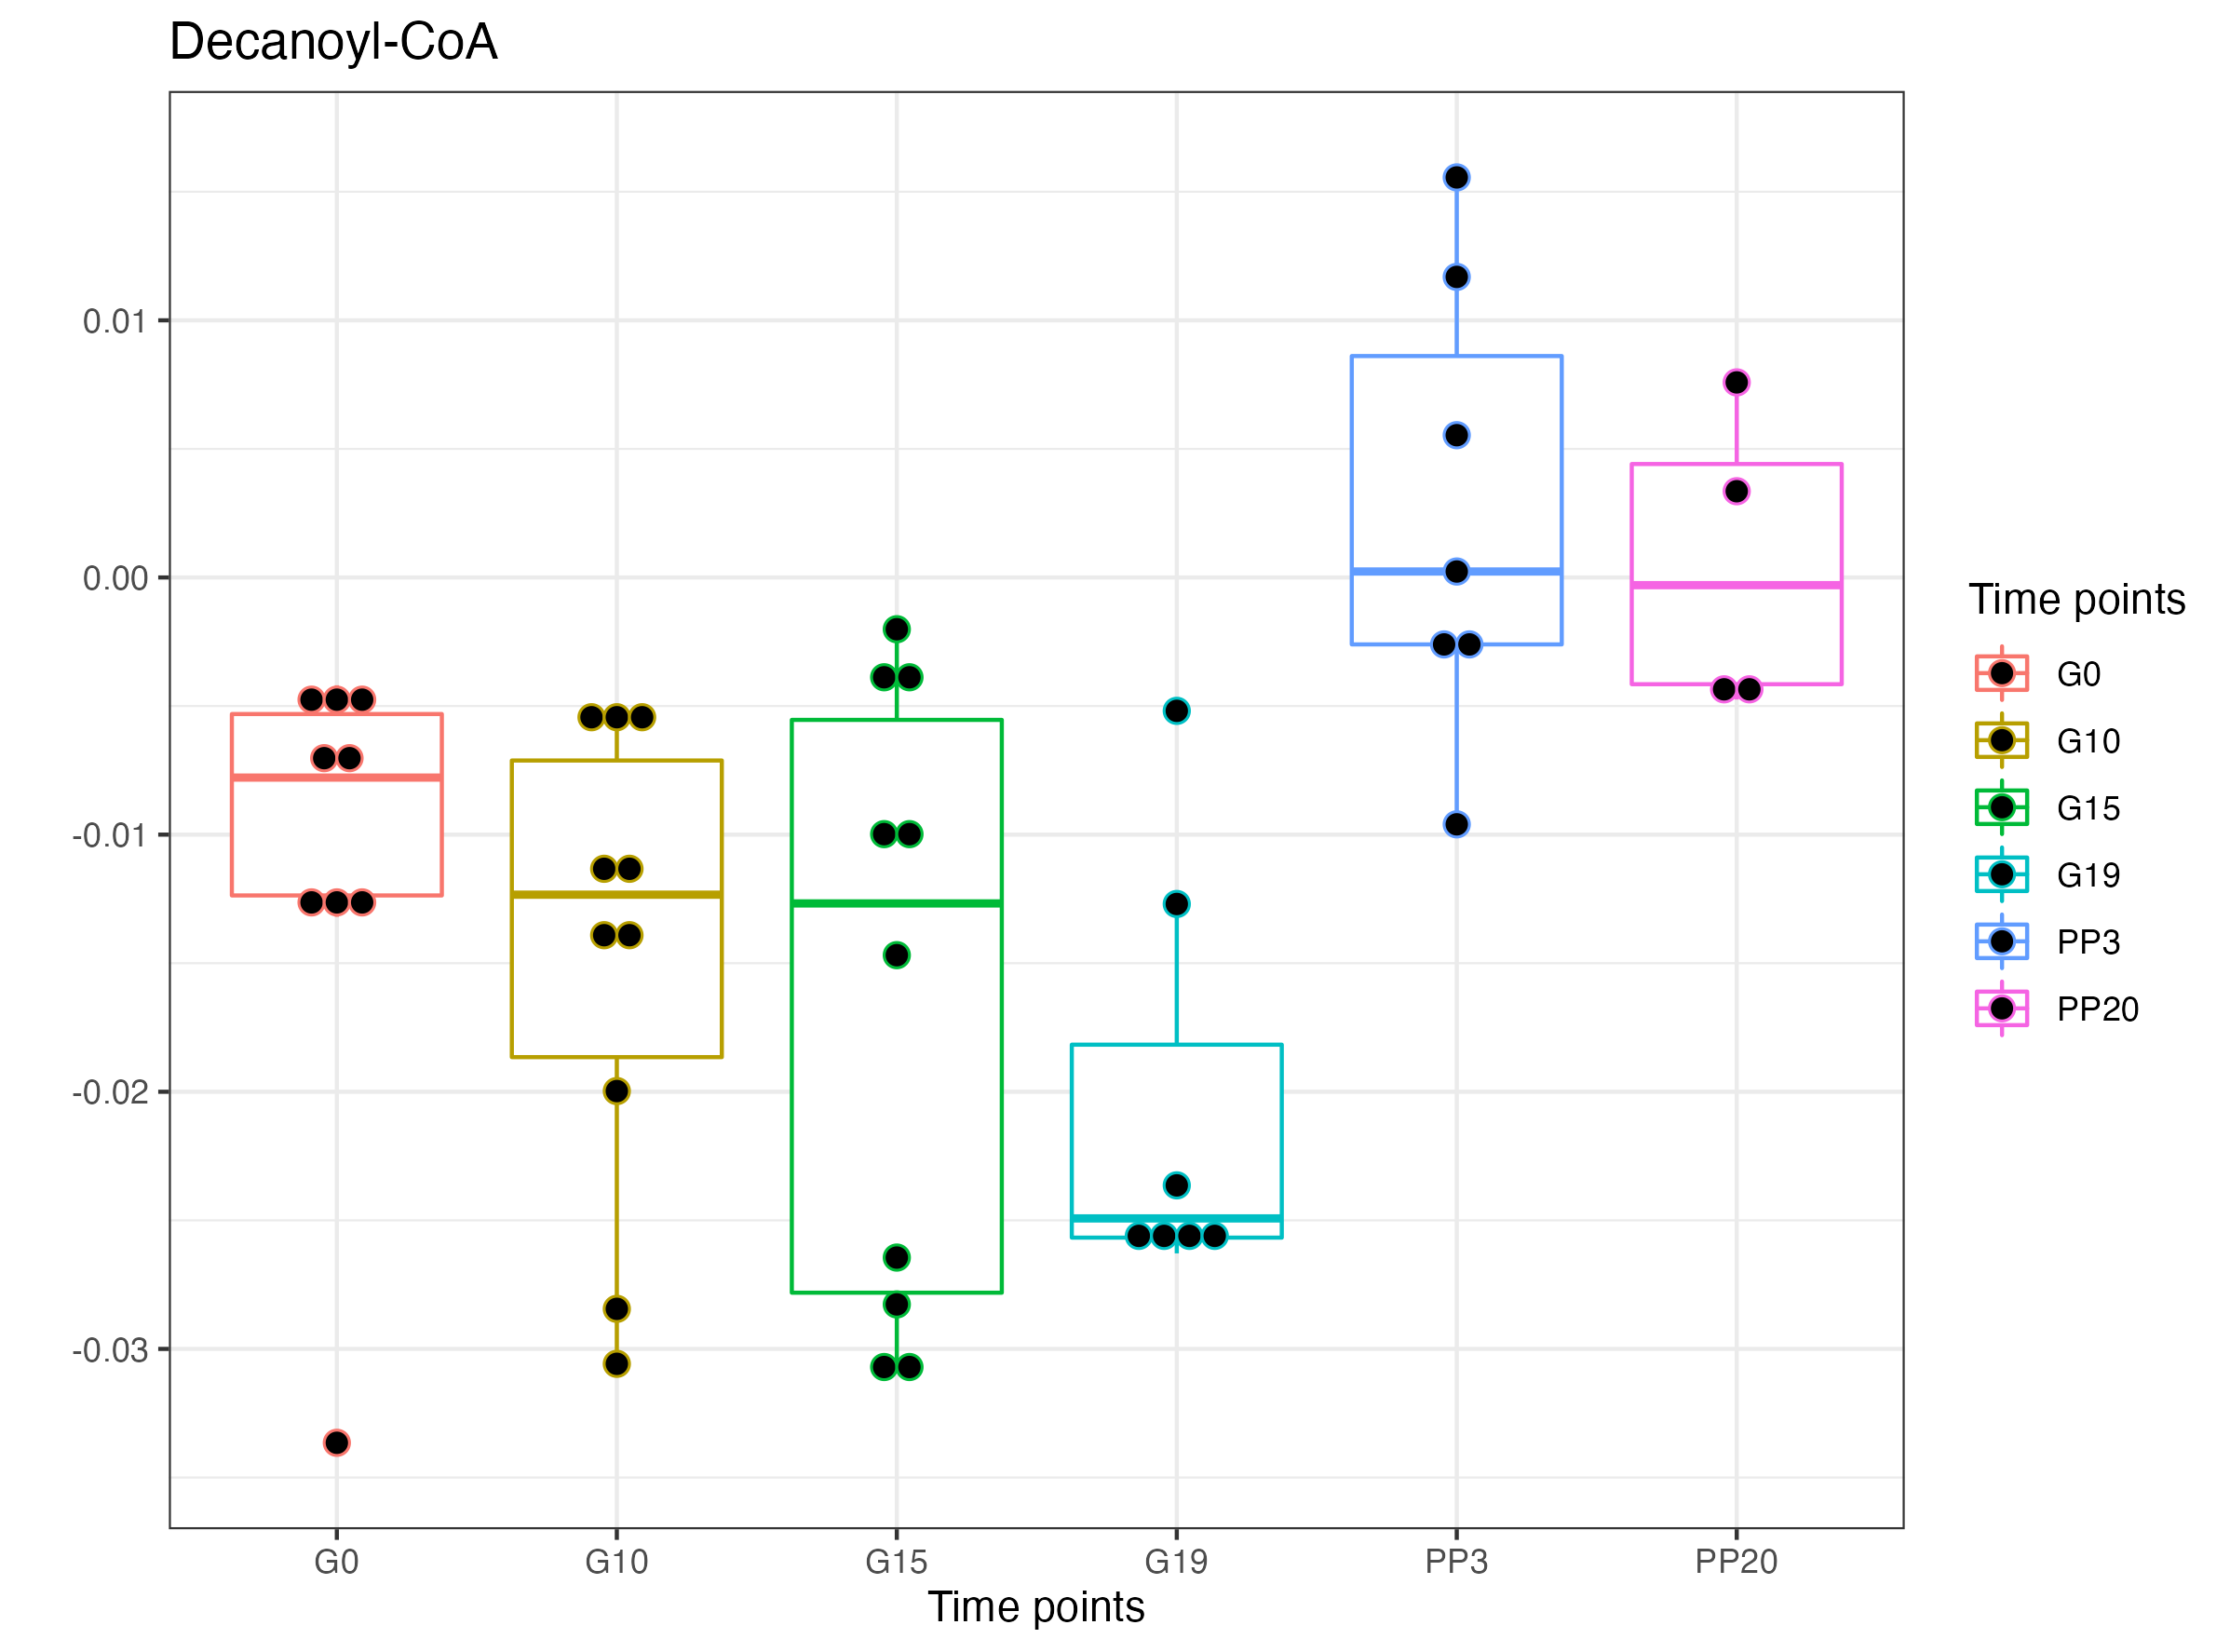 Decanoyl-CoA
0.01
0.00
-0.01
-0.02
-0.03
G0 G10 G15 G19 PP3 PP20
Time points
Time points
G0
G10
G15
G19
PP3
PP20